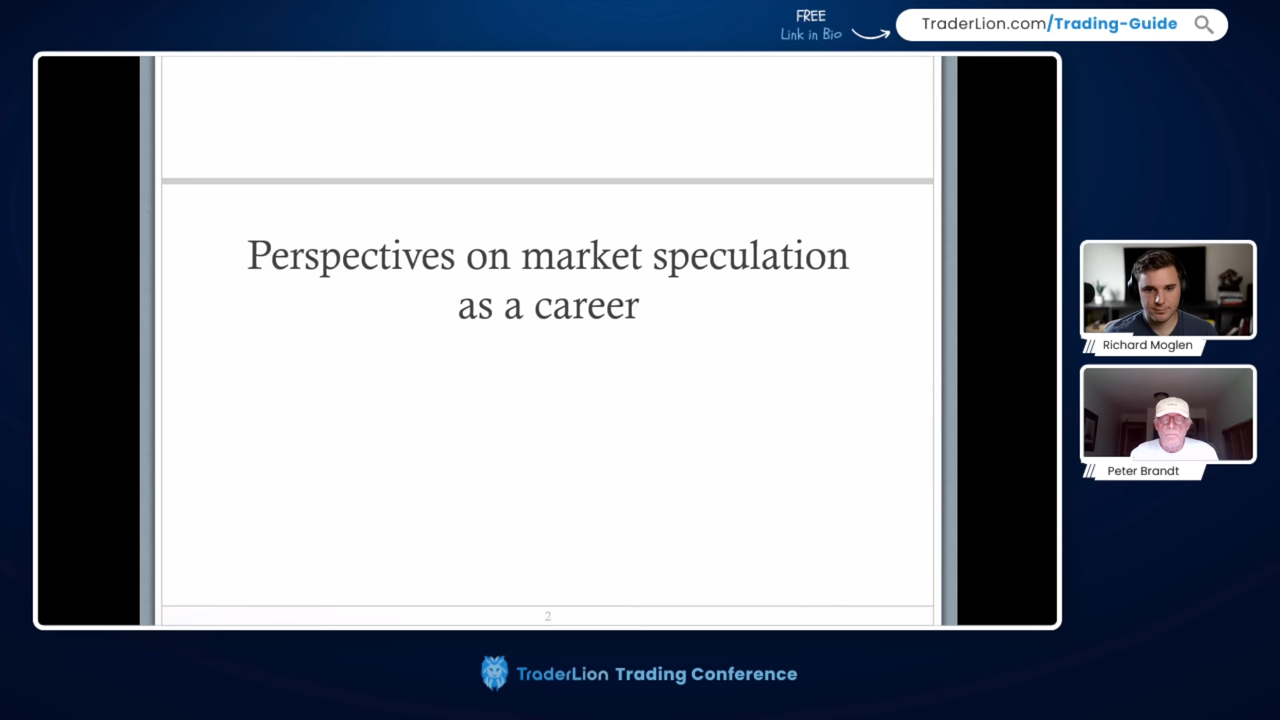 FREE
Link in Bio
TraderLion.com/Trading-Guide
Perspectives on market speculation
as a career
2
Richard Moglen
Peter Brandt
TraderLion Trading Conference